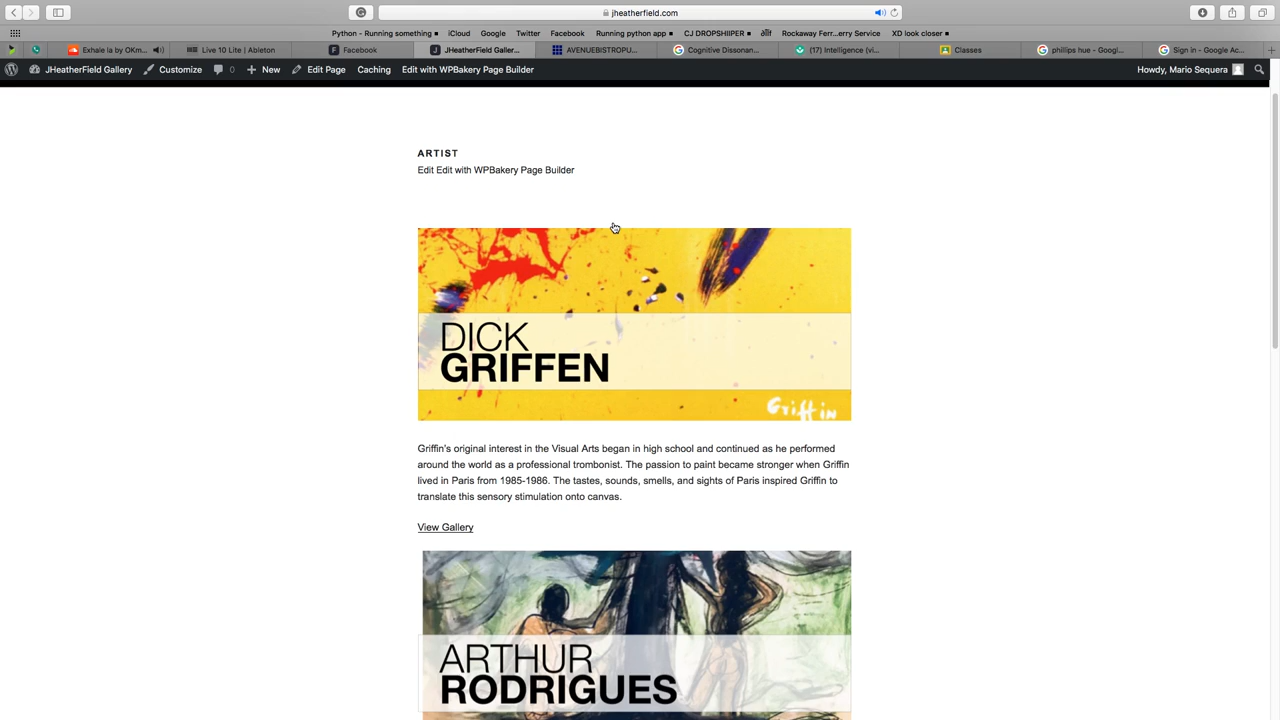 jheatherfield.com
Python - Running something
iCloud
Google
Twitter
Facebook
Running python app
CJ DROPSHIIPER
Rockaway Ferr...erry Service
XD look closer
Exhale la by OKm...
Live 10 Lite | Ableton
Facebook
JHeatherField Galler...
AVENUEBISTROPU...
Cognitive Dissonan...
(17) Intelligence (vi...
Classes
phillips hue - Googl...
Sign in - Google Ac...
JHeatherField Gallery
Customize
0
New
Edit Page
Caching
Edit with WPBakery Page Builder
Howdy, Mario Sequera
ARTIST
Edit Edit with WPBakery Page Builder
DICK
GRIFFEN
Griffin
Griffin's original interest in the Visual Arts began in high school and continued as he performed
around the world as a professional trombonist. The passion to paint became stronger when Griffin
lived in Paris from 1985-1986. The tastes, sounds, smells, and sights of Paris inspired Griffin to
translate this sensory stimulation onto canvas.
View Gallery
ARTHUR
RODRIGUES